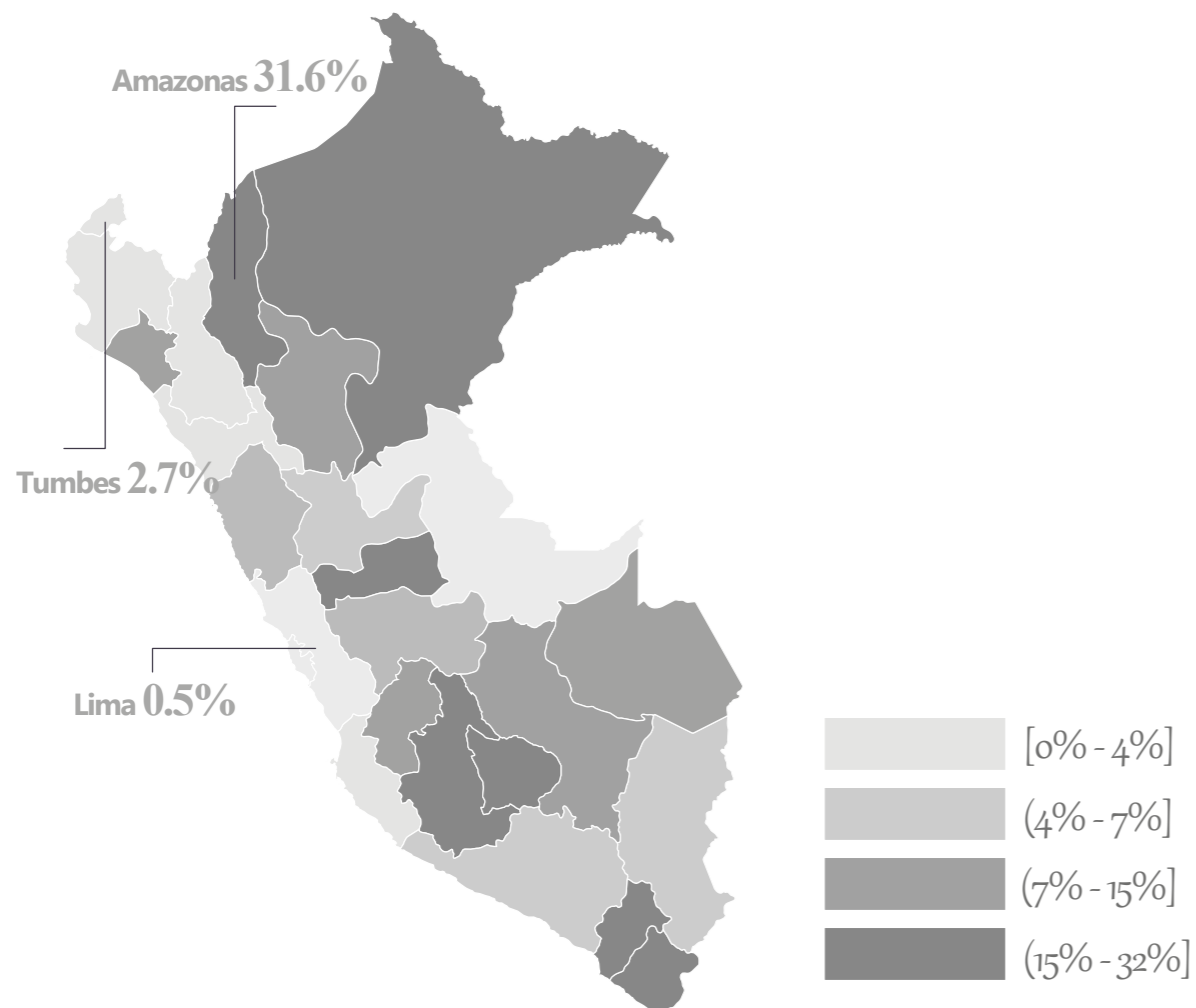 Amazonas 31.6%
Tumbes 2.7%
Lima 0.5%
[0% - 4%]
(4% - 7%]
(7% - 15%]
(15% - 32%]